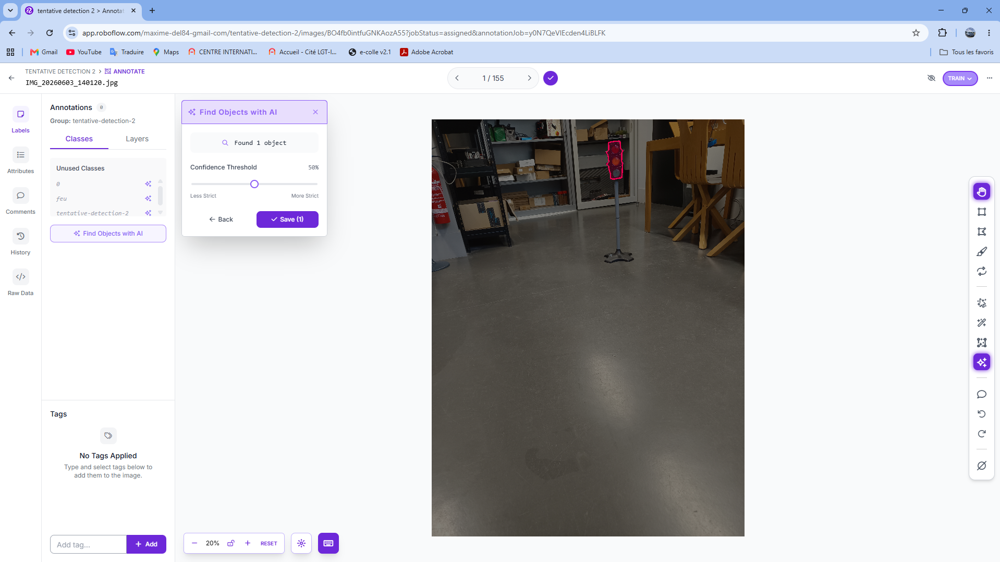 tentative detection 2 > Annotat
app.roboflow.com/maxime-del84-gmail-com/tentative-detection-2/images/BO4fb0intfuGNKAozA55?jobStatus=assigned&annotationJob=y0N7QeVlEcden4LiBLFK
Gmail YouTube Traduire Maps CENTRE INTERNATI... Accueil - Cité LGT-I... e-colle v2.1 Adobe Acrobat Tous les favoris
TENTATIVE DETECTION 2 > ANNOTATE
IMG_20260603_140120.jpg
1 / 155
TRAIN
Labels
Attributes
Comments
History
Raw Data
Annotations 0
Group: tentative-detection-2
Classes Layers
Unused Classes
0
feu
tentative-detection-2
Find Objects with AI
Tags
No Tags Applied
Type and select tags below to
add them to the image.
Add tag...
+ Add
Find Objects with AI
Found 1 object
Confidence Threshold 50%
Less Strict More Strict
Back Save (1)
20% RESET